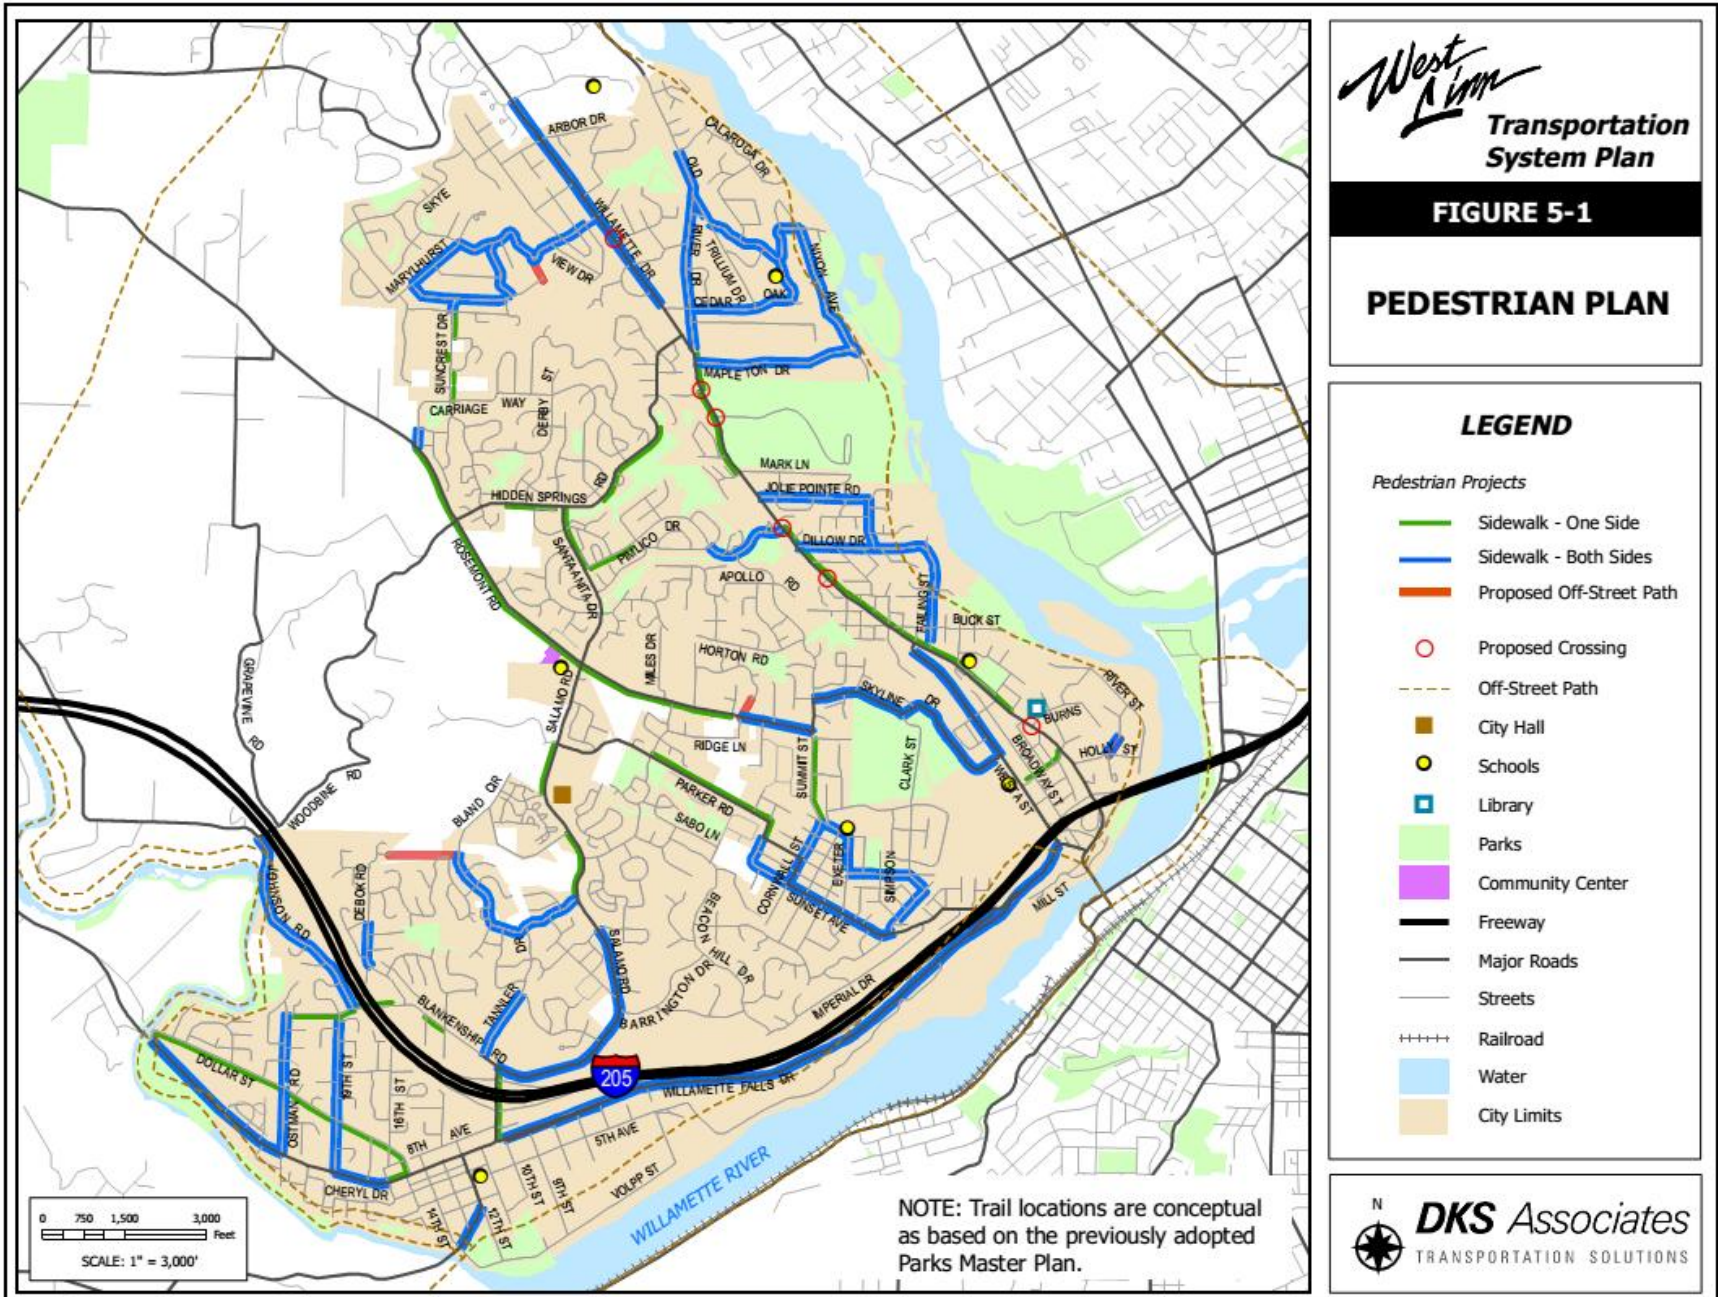 West
Linn
Transportation
System Plan
FIGURE 5-1
PEDESTRIAN PLAN
LEGEND
Pedestrian Projects
Sidewalk - One Side
Sidewalk - Both Sides
Proposed Off-Street Path
Proposed Crossing
Off-Street Path
City Hall
Schools
Library
Parks
Community Center
Freeway
Major Roads
Streets
Railroad
Water
City Limits
N
DKS Associates
TRANSPORTATION SOLUTIONS
ARBOR DR
CALAROGA DR
SKYE
OLD
RIVER DR
WILLAMETTE DR
MARYLHURST
VIEW DR
TRILLIUM DR
NIXON AVE
CEDAR
OAK
SUNCREST DR
MAPLETON DR
CARRIAGE WAY
DERBY ST
MARK LN
JOLIE POINTE RD
HIDDEN SPRINGS RD
ROSEMONT RD
SANTA ANITA DR
PIMLICO DR
DILLOW DR
APOLLO RD
FAILING ST
BUCK ST
MILES DR
HORTON RD
GRAPEVINE RD
SALAMO RD
SKYLINE DR
RIVER ST
BURNS
RIDGE LN
SUMMIT ST
CLARK ST
BROADWAY ST
HOLLY ST
WOODBINE RD
BLAND CIR
PARKER RD
SABO LN
JOHNSON RD
DEBOK RD
CORNWALL ST
EXETER
SIMPSON
SUNSET AVE
MILL ST
BEACON HILL DR
DR
SALAMO RD
BARRINGTON DR
IMPERIAL DR
BLANKENSHIP RD
TANNLER
205
WILLAMETTE FALLS DR
DOLLAR ST
OSTMAN RD
19TH ST
16TH ST
8TH AVE
5TH AVE
CHERYL DR
10TH ST
9TH ST
VOLPP ST
14TH ST
12TH ST
WILLAMETTE RIVER
0 750 1,500 3,000
Feet
SCALE: 1" = 3,000'
NOTE: Trail locations are conceptual
as based on the previously adopted
Parks Master Plan.